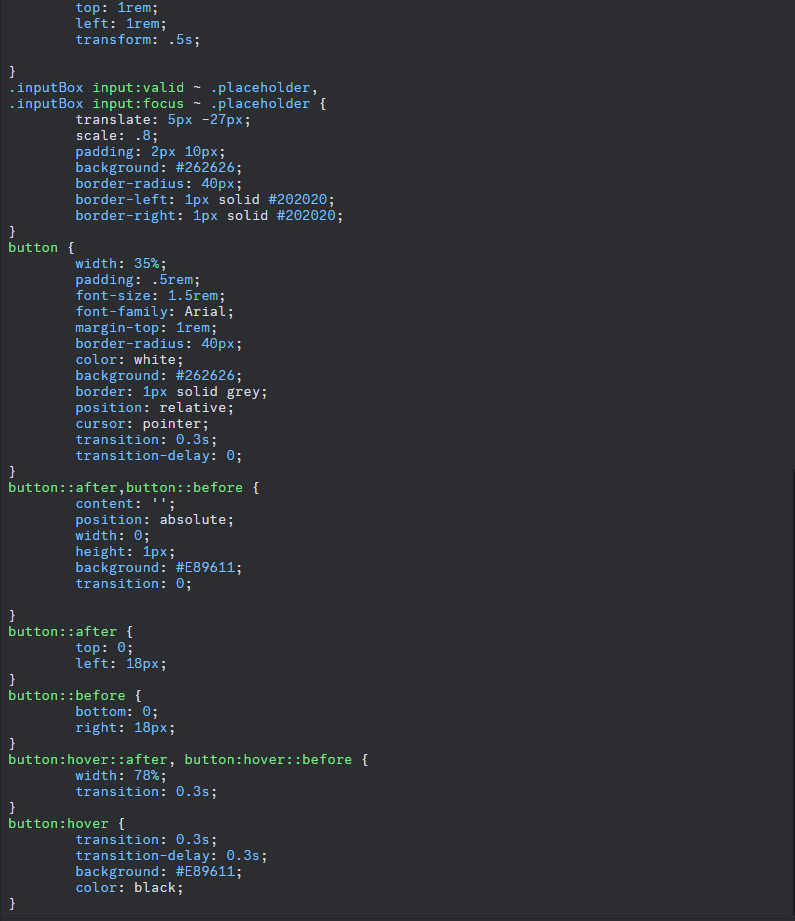 top: 1rem;
left: 1rem;
transform: .5s;
}
.inputBox input:valid ~ .placeholder,
.inputBox input:focus ~ .placeholder {
translate: 5px -27px;
scale: .8;
padding: 2px 10px;
background: #262626;
border-radius: 40px;
border-left: 1px solid #202020;
border-right: 1px solid #202020;
}
button {
width: 35%;
padding: .5rem;
font-size: 1.5rem;
font-family: Arial;
margin-top: 1rem;
border-radius: 40px;
color: white;
background: #262626;
border: 1px solid grey;
position: relative;
cursor: pointer;
transition: 0.3s;
transition-delay: 0;
}
button::after,button::before {
content: '';
position: absolute;
width: 0;
height: 1px;
background: #E89611;
transition: 0;
}
button::after {
top: 0;
left: 18px;
}
button::before {
bottom: 0;
right: 18px;
}
button:hover::after, button:hover::before {
width: 78%;
transition: 0.3s;
}
button:hover {
transition: 0.3s;
transition-delay: 0.3s;
background: #E89611;
color: black;
}